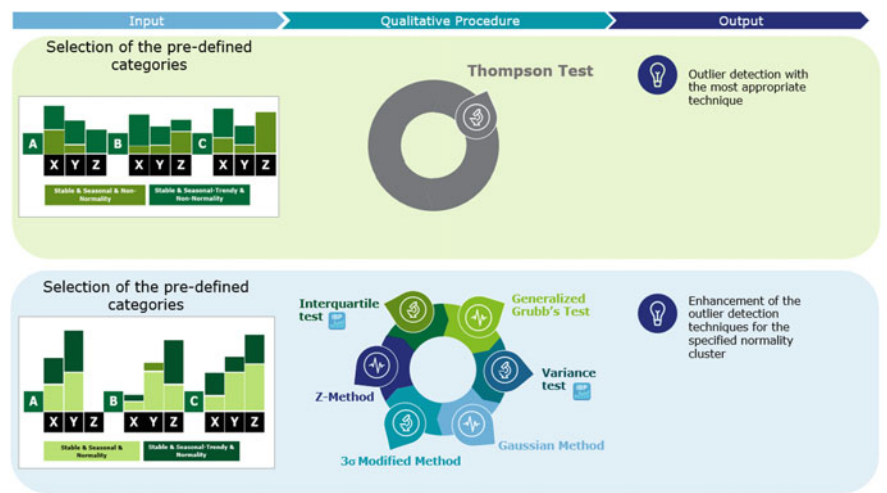 Input
Qualitative Procedure
Output
Selection of the pre-defined
categories
A
B
C
X Y Z
X Y Z
X Y Z
Stable & Seasonal & Non-
Normality
Stable & Seasonal-Trendy &
Non-Normality
Thompson Test
Outlier detection with
the most appropriate
technique
Selection of the pre-defined
categories
A
B
C
X Y Z
X Y Z
X Y Z
Stable & Seasonal &
Normality
Stable & Seasonal-Trendy &
Normality
Interquartile
test
Generalized
Grubb's Test
Z-Method
Variance
test
3σ Modified Method
Gaussian Method
Enhancement of the
outlier detection
techniques for the
specified normality
cluster